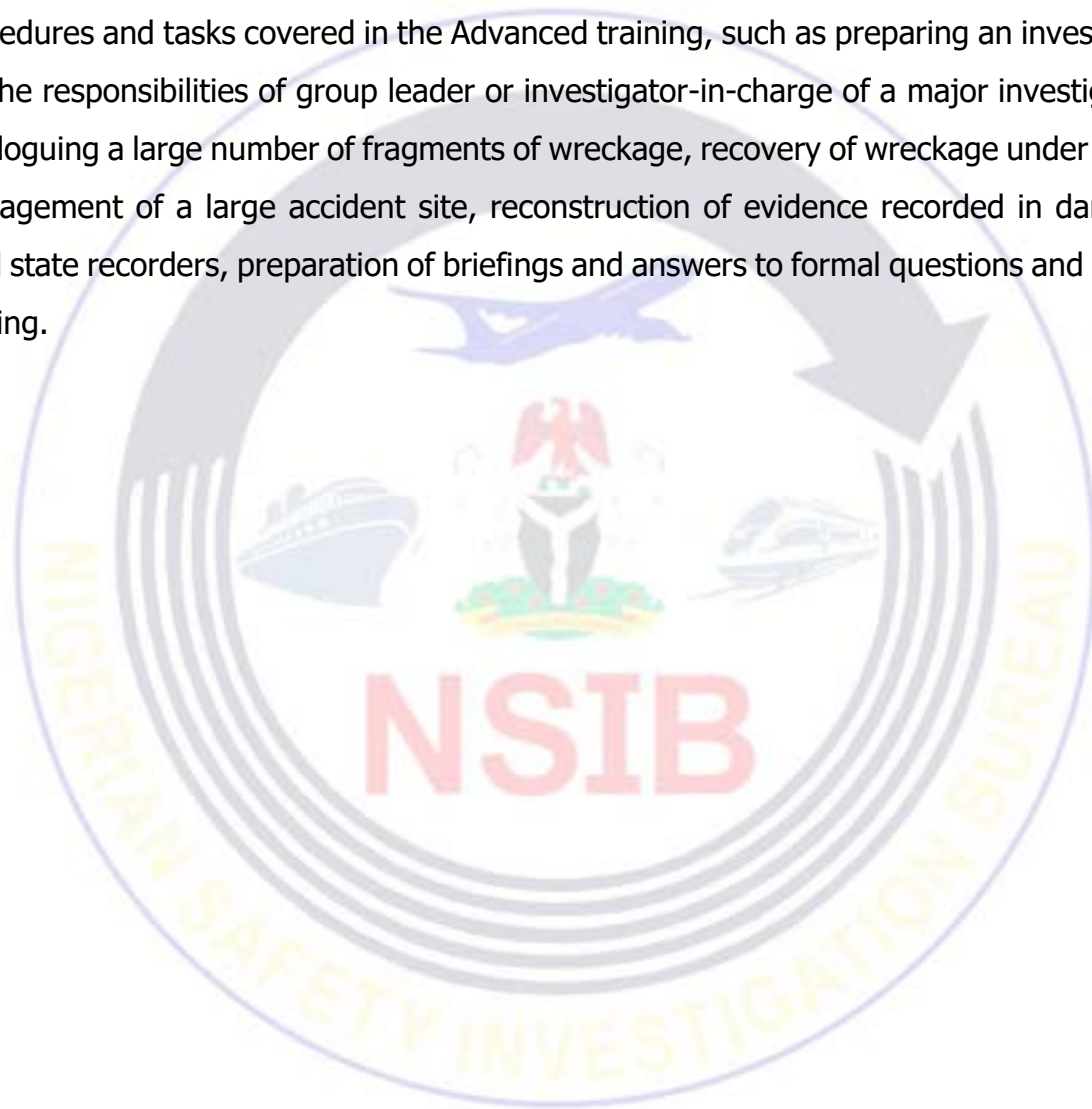 edures and tasks covered in the Advanced training, such as preparing an inves
he responsibilities of group leader or investigator-in-charge of a major investig
loguing a large number of fragments of wreckage, recovery of wreckage under
agement of a large accident site, reconstruction of evidence recorded in da
state recorders, preparation of briefings and answers to formal questions and
ing.
NSIB
NIGERIAN SAFETY INVESTIGATION BUREAU